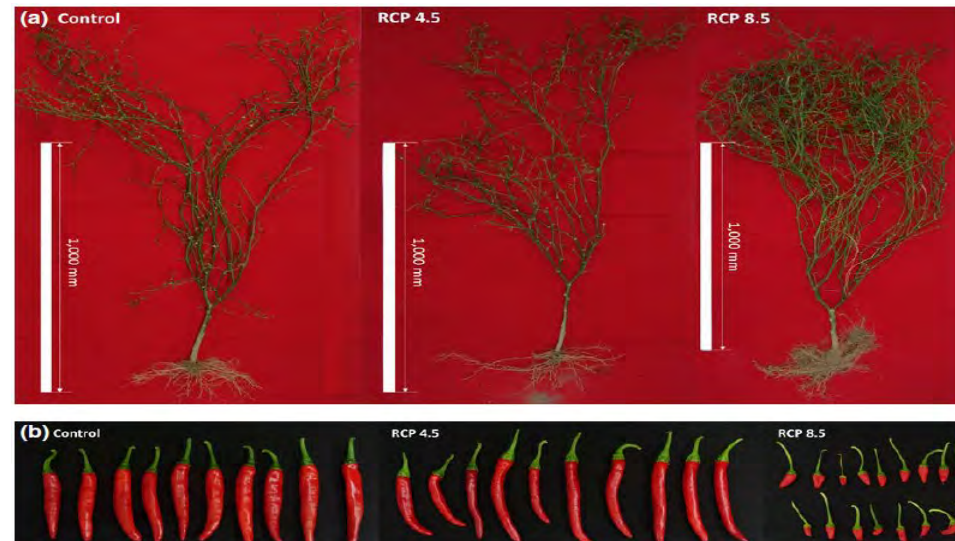 (a) Control
RCP 4.5
RCP 8.5
1,000 mm
1,000 mm
1,000 mm
(b) Control
RCP 4.5
RCP 8.5